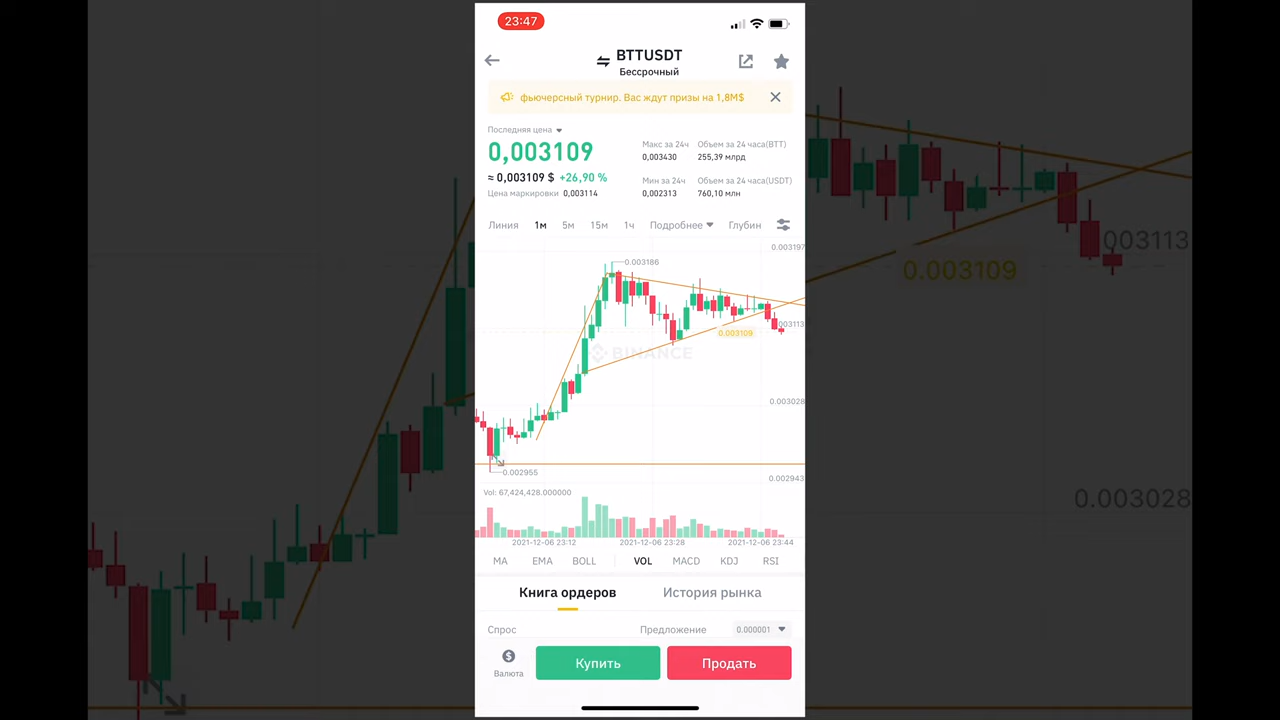 23:47
BTTUSDT
Бессрочный
фьючерсный турнир. Вас ждут призы на 1,8М$
Последняя цена
0,003109
≈ 0,003109 $ +26,90 %
Цена маркировки 0,003114
Макс за 24ч
0,003430
Объем за 24 часа(BTT)
255,39 млрд
Мин за 24ч
0,002313
Объем за 24 часа(USDT)
760,10 млн
Линия 1м 5м 15м 1ч Подробнее Глубин
0.003197
0.003186
003113
0.003109
BINANCE
0.003028
0.002955
0.002943
Vol: 67,424,428.000000
2021-12-06 23:12 2021-12-06 23:28 2021-12-06 23:44
MA EMA BOLL VOL MACD KDJ RSI
Книга ордеров История рынка
Спрос Предложение 0.000001
Валюта
Купить Продать
003113
0.003109
0.003028